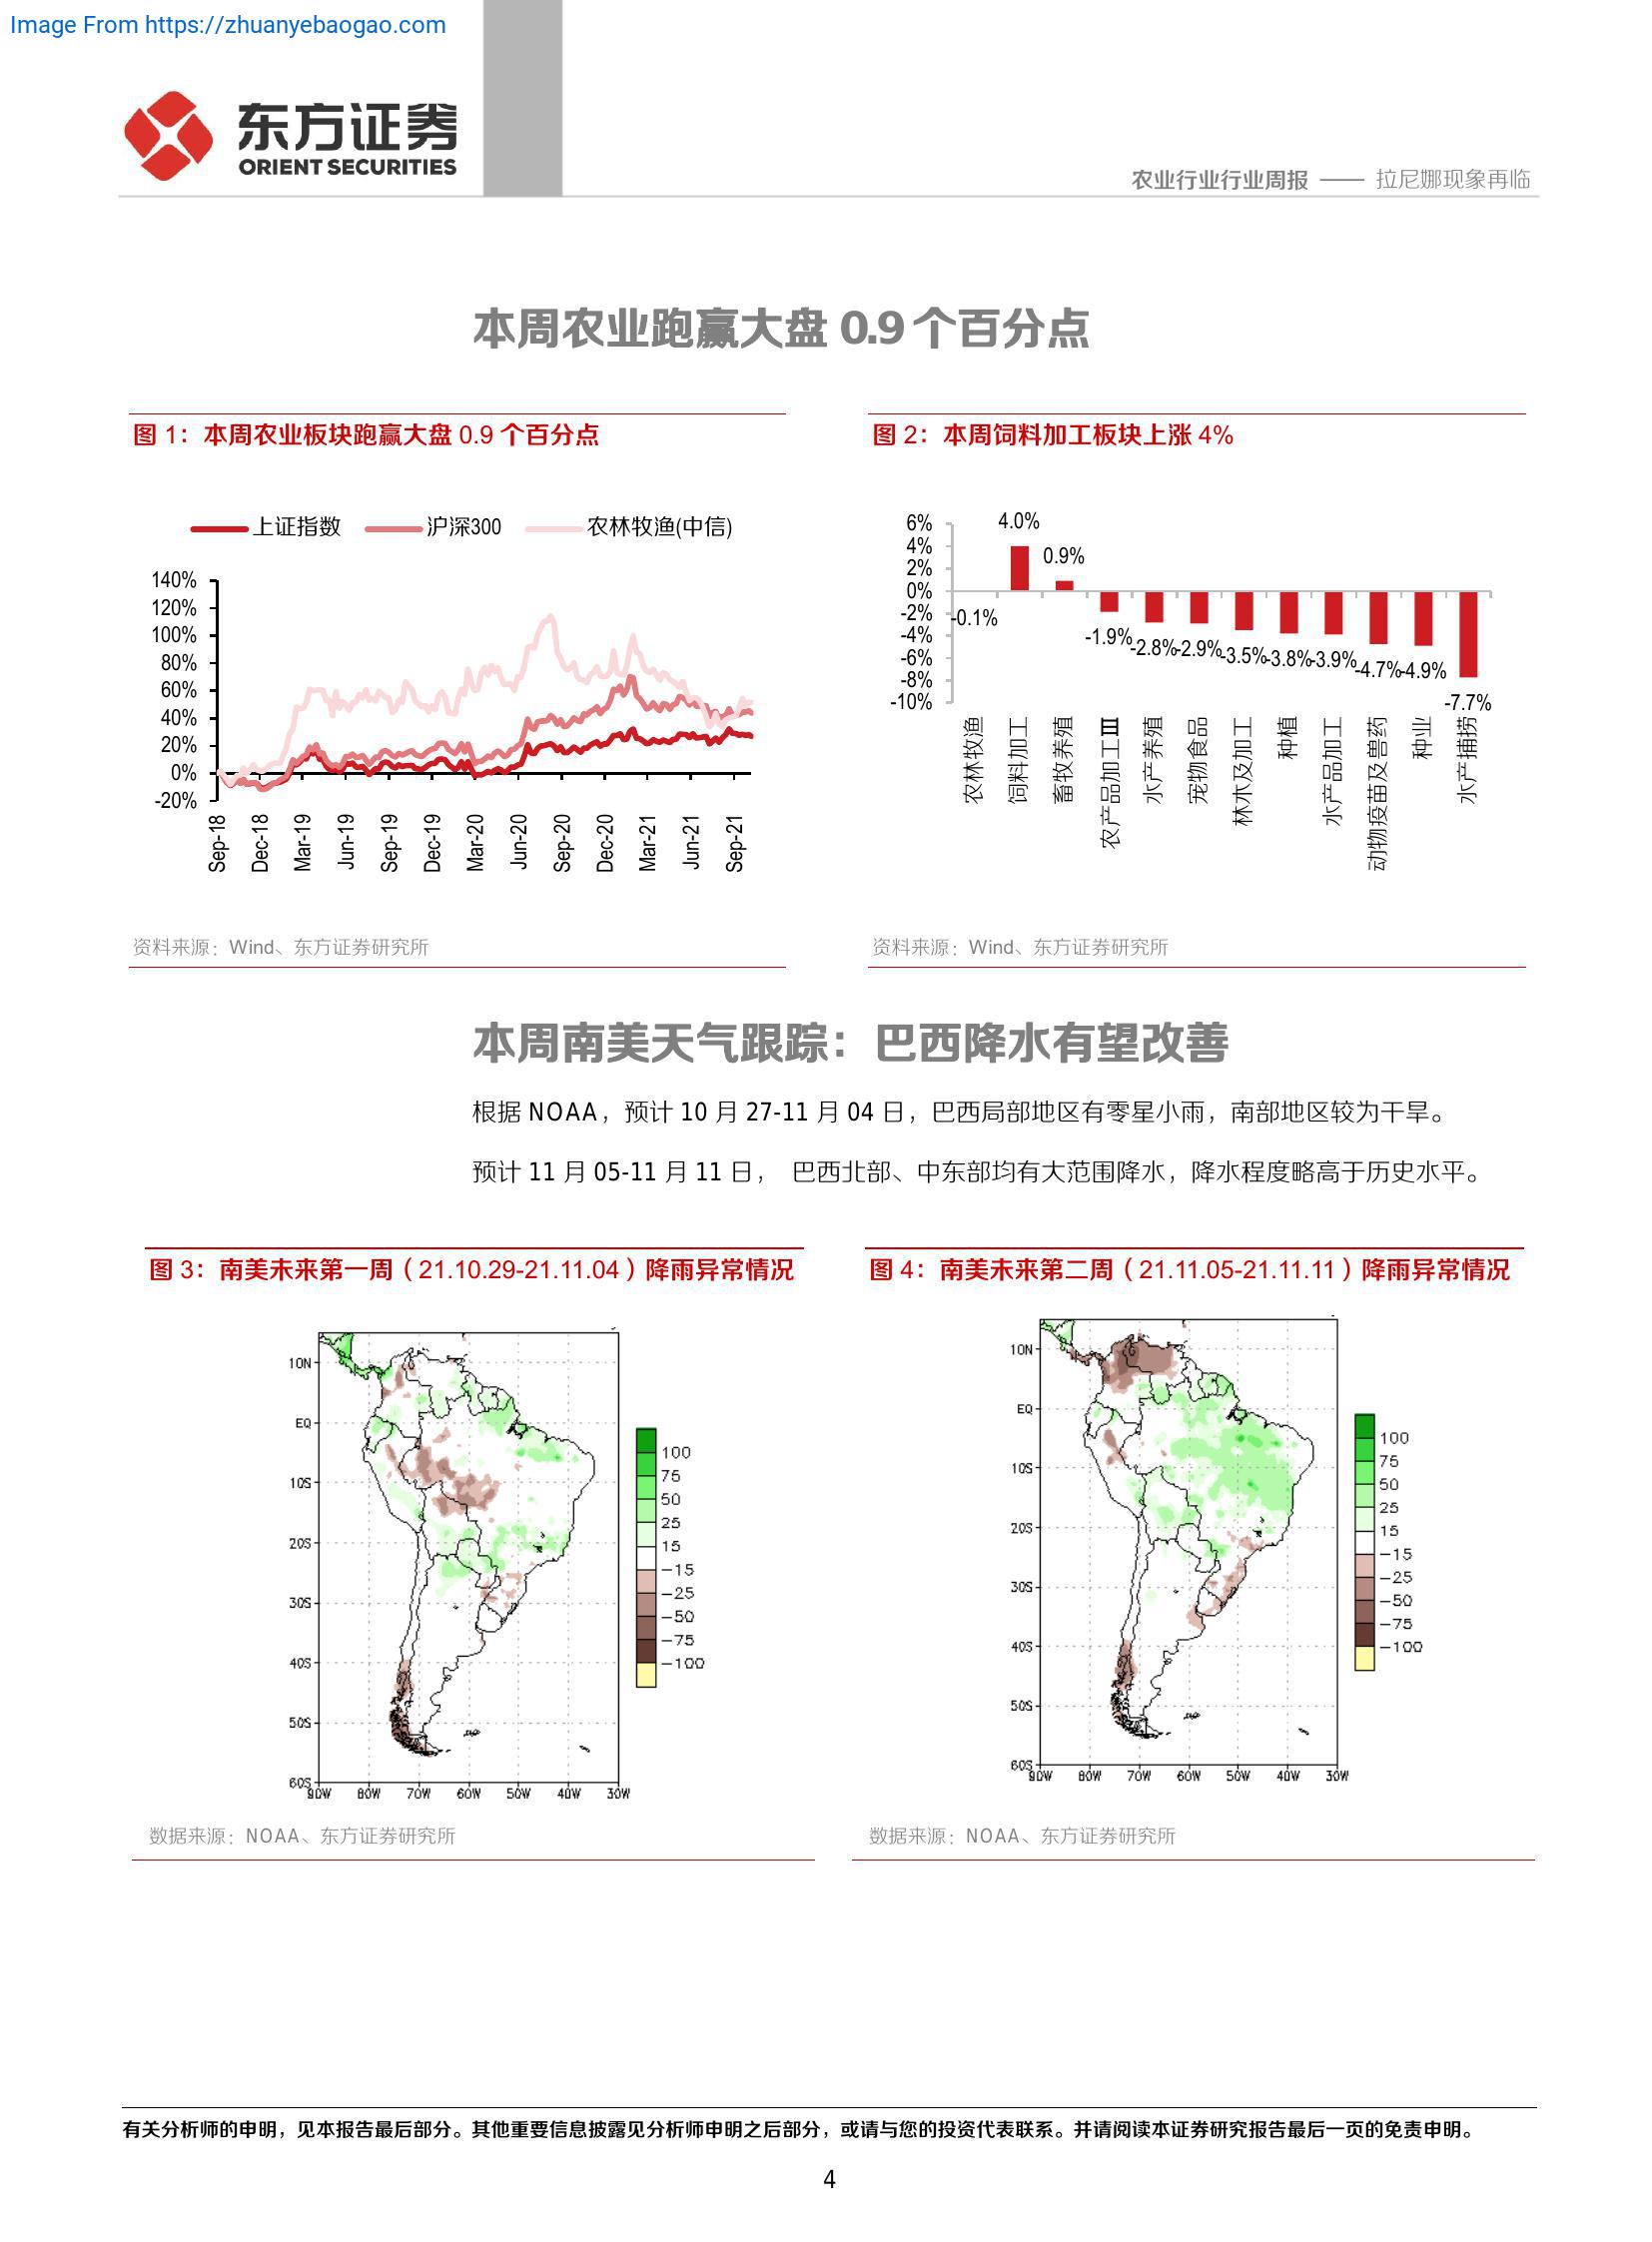 Image From https://zhuanyebaogao.com
东方证券
ORIENT SECURITIES
农业行业行业周报 —— 拉尼娜现象再临
本周农业跑赢大盘 0.9 个百分点
图 1：本周农业板块跑赢大盘 0.9 个百分点
上证指数 沪深300 农林牧渔(中信)
140%
120%
100%
80%
60%
40%
20%
0%
-20%
Sep-18 Dec-18 Mar-19 Jun-19 Sep-19 Dec-19 Mar-20 Jun-20 Sep-20 Dec-20 Mar-21 Jun-21 Sep-21
资料来源：Wind、东方证券研究所
图 2：本周饲料加工板块上涨 4%
6%
4%
2%
0%
-2%
-4%
-6%
-8%
-10%
-0.1% 4.0% 0.9% -1.9% -2.8% -2.9% -3.5% -3.8% -3.9% -4.7% -4.9% -7.7%
农林牧渔 饲料加工 畜牧养殖 农产品加工Ⅲ 水产养殖 宠物食品 林木及加工 种植 水产品加工 动物疫苗及兽药 种业 水产捕捞
资料来源：Wind、东方证券研究所
本周南美天气跟踪：巴西降水有望改善
根据 NOAA，预计 10 月 27-11 月 04 日，巴西局部地区有零星小雨，南部地区较为干旱。
预计 11 月 05-11 月 11 日， 巴西北部、中东部均有大范围降水，降水程度略高于历史水平。
图 3：南美未来第一周（21.10.29-21.11.04）降雨异常情况
10N
EQ
10S
20S
30S
40S
50S
60S
90W 80W 70W 60W 50W 40W 30W
100
75
50
25
15
-15
-25
-50
-75
-100
数据来源：NOAA、东方证券研究所
图 4：南美未来第二周（21.11.05-21.11.11）降雨异常情况
10N
EQ
10S
20S
30S
40S
50S
60S
90W 80W 70W 60W 50W 40W 30W
100
75
50
25
15
-15
-25
-50
-75
-100
数据来源：NOAA、东方证券研究所
有关分析师的申明，见本报告最后部分。其他重要信息披露见分析师申明之后部分，或请与您的投资代表联系。并请阅读本证券研究报告最后一页的免责申明。
4